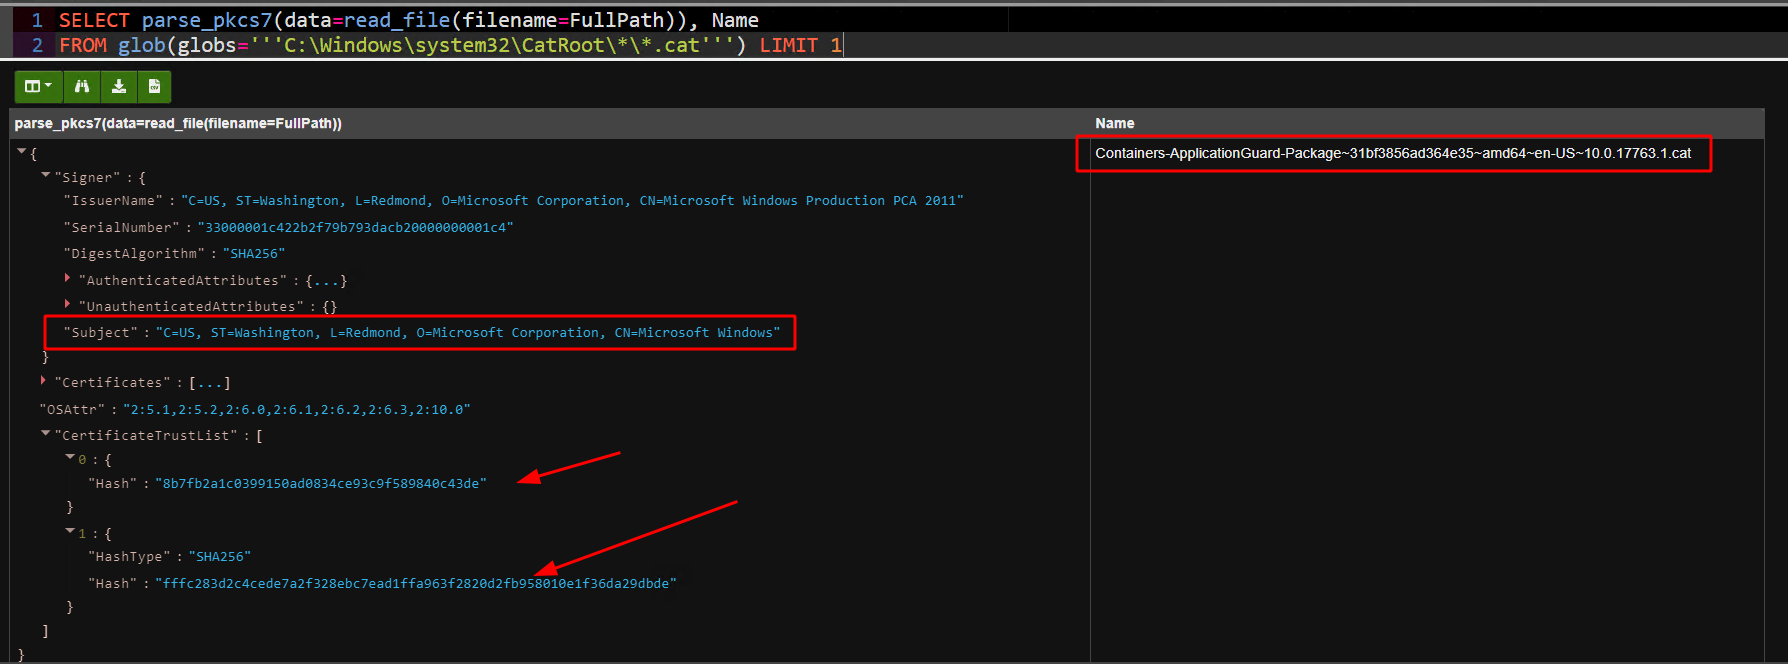 1 SELECT parse_pkcs7(data=read_file(filename=FullPath)), Name
2 FROM glob(globs='''C:\Windows\system32\CatRoot\*\*.cat''') LIMIT 1
parse_pkcs7(data=read_file(filename=FullPath)) Name
{ Containers-ApplicationGuard-Package~31bf3856ad364e35~amd64~en-US~10.0.17763.1.cat
"Signer" : {
"IssuerName" : "C=US, ST=Washington, L=Redmond, O=Microsoft Corporation, CN=Microsoft Windows Production PCA 2011"
"SerialNumber" : "33000001c422b2f79b793dacb20000000001c4"
"DigestAlgorithm" : "SHA256"
"AuthenticatedAttributes" : {...}
"UnauthenticatedAttributes" : {}
"Subject" : "C=US, ST=Washington, L=Redmond, O=Microsoft Corporation, CN=Microsoft Windows"
}
"Certificates" : [...]
"OSAttr" : "2:5.1,2:5.2,2:6.0,2:6.1,2:6.2,2:6.3,2:10.0"
"CertificateTrustList" : [
0 : {
"Hash" : "8b7fb2a1c0399150ad0834ce93c9f589840c43de"
}
1 : {
"HashType" : "SHA256"
"Hash" : "fffc283d2c4cede7a2f328ebc7ead1ffa963f2820d2fb958010e1f36da29dbde"
}
]
}